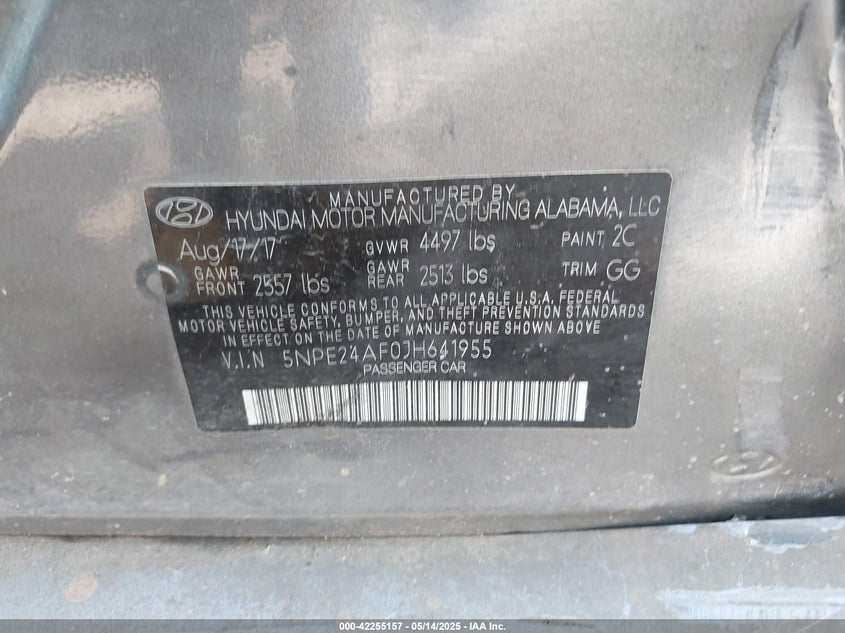 MANUFACTURED BY
HYUNDAI MOTOR MANUFACTURING ALABAMA, LLC
Aug/17/17 GVWR 4497 lbs PAINT 2C
GAWR FRONT 2557 lbs GAWR REAR 2513 lbs TRIM GG
THIS VEHICLE CONFORMS TO ALL APPLICABLE U.S.A. FEDERAL
MOTOR VEHICLE SAFETY, BUMPER, AND THEFT PREVENTION STANDARDS
IN EFFECT ON THE DATE OF MANUFACTURE SHOWN ABOVE.
V.I.N 5NPE24AF0JH641955
PASSENGER CAR
000-42255157 - 05/14/2025 - IAA Inc.